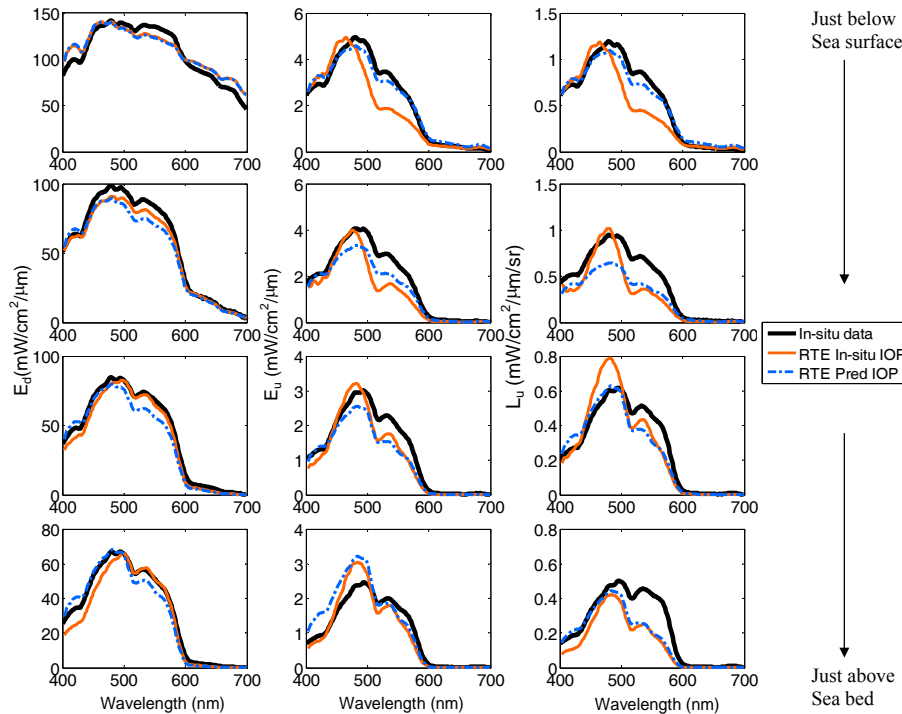 Just below
Sea surface
150
100
50
0
400 500 600 700
6
4
2
0
400 500 600 700
1.5
1
0.5
0
400 500 600 700
100
50
0
400 500 600 700
6
4
2
0
400 500 600 700
1.5
1
0.5
0
400 500 600 700
E_d(mW/cm²/µm)
E_u (mW/cm²/µm)
L_u (mW/cm²/µm/sr)
In-situ data
RTE In-situ IOP
RTE Pred IOP
100
50
0
400 500 600 700
4
3
2
1
0
400 500 600 700
0.8
0.6
0.4
0.2
0
400 500 600 700
80
60
40
20
0
400 500 600 700
4
3
2
1
0
400 500 600 700
0.8
0.6
0.4
0.2
0
400 500 600 700
Wavelength (nm)
Wavelength (nm)
Wavelength (nm)
Just above
Sea bed